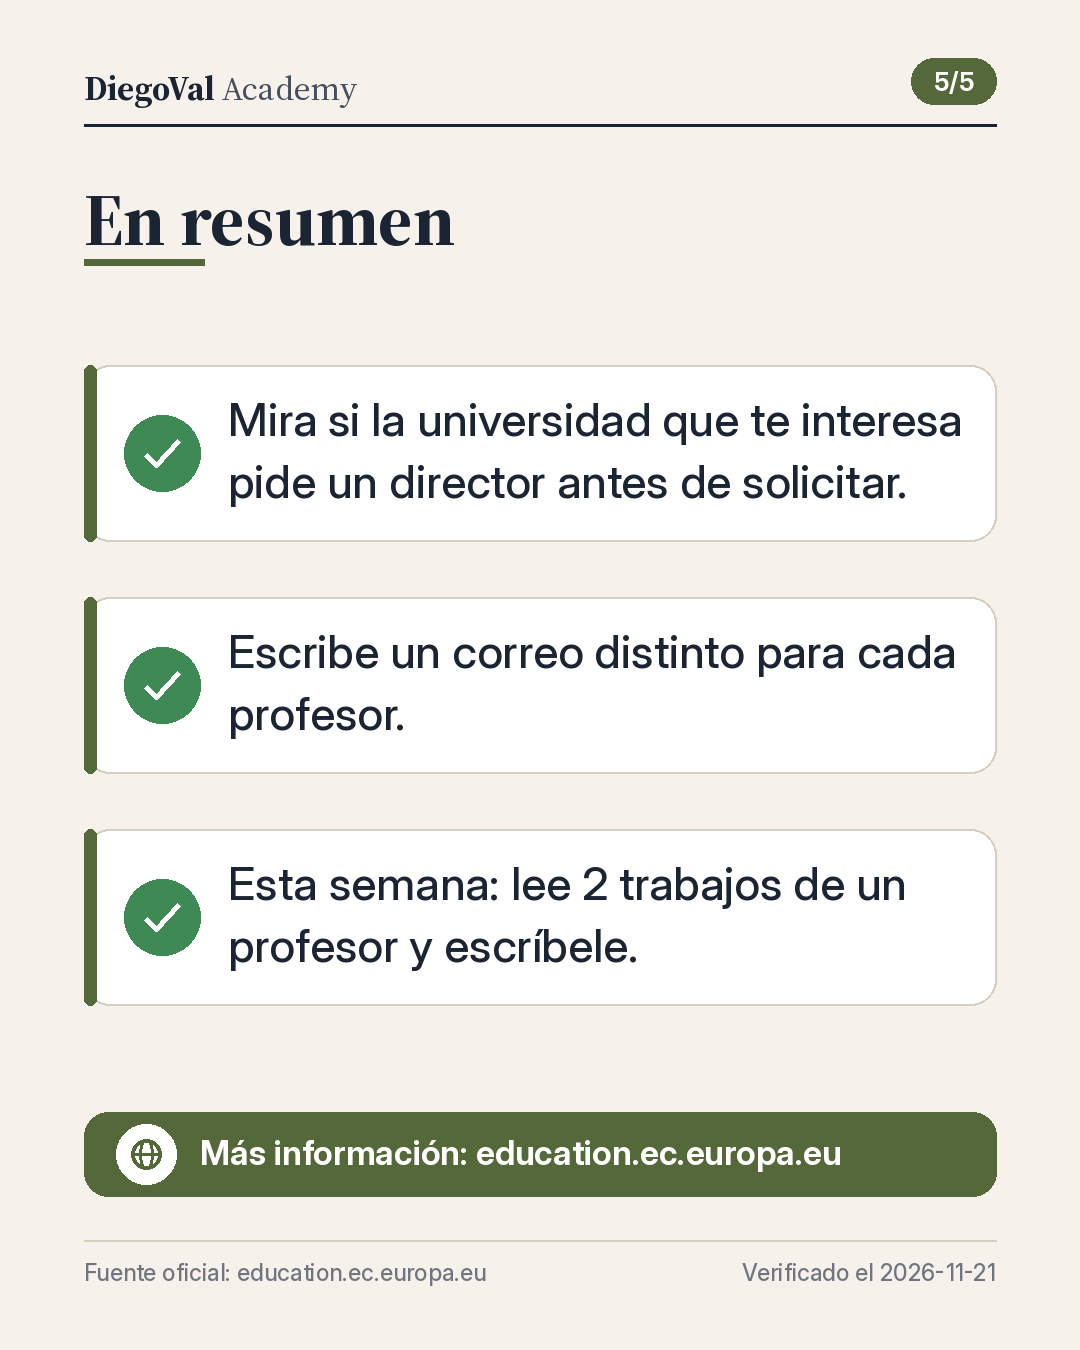 DiegoVal Academy
5/5
En resumen
Mira si la universidad que te interesa
pide un director antes de solicitar.
Escribe un correo distinto para cada
profesor.
Esta semana: lee 2 trabajos de un
profesor y escríbele.
Más información: education.ec.europa.eu
Fuente oficial: education.ec.europa.eu
Verificado el 2026-11-21